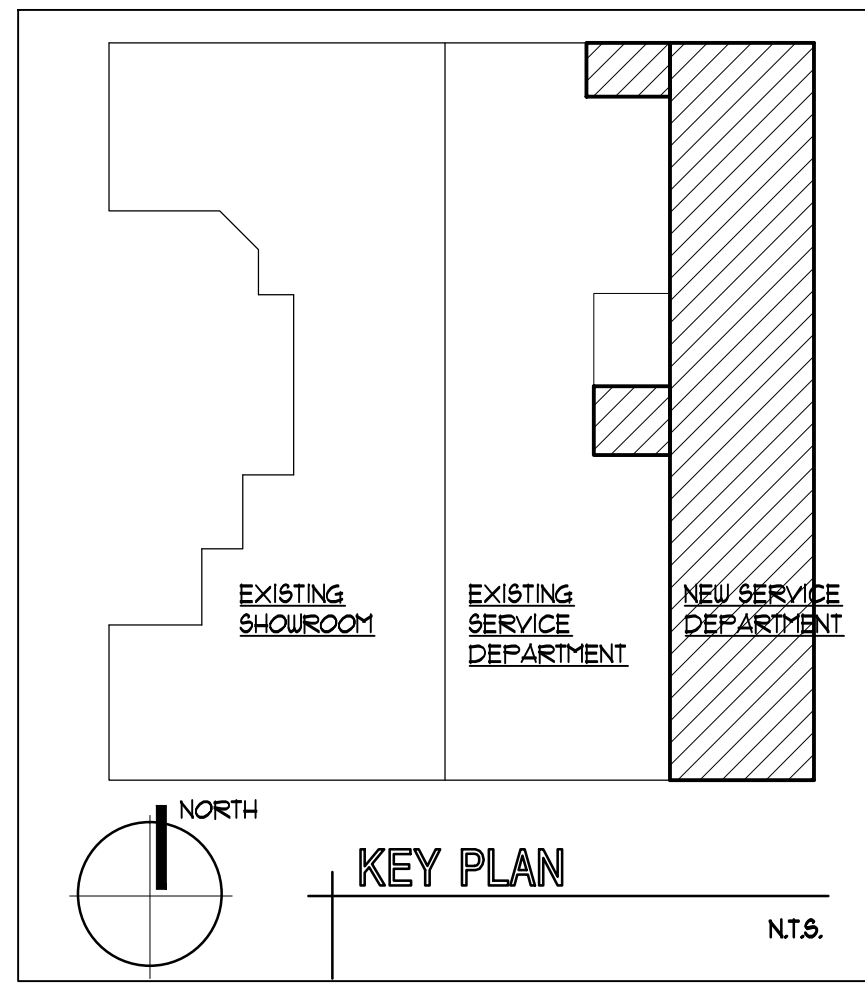 EXISTING
SHOWROOM
EXISTING
SERVICE
DEPARTMENT
NEW SERVICE
DEPARTMENT
NORTH
KEY PLAN
N.T.S.